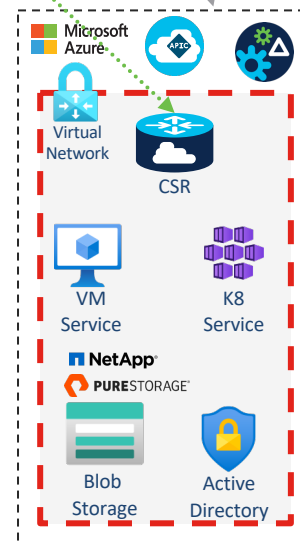 Microsoft
Azure
APIC
Virtual
Network
CSR
VM
Service
K8
Service
NetApp®
PURESTORAGE®
Blob
Storage
Active
Directory